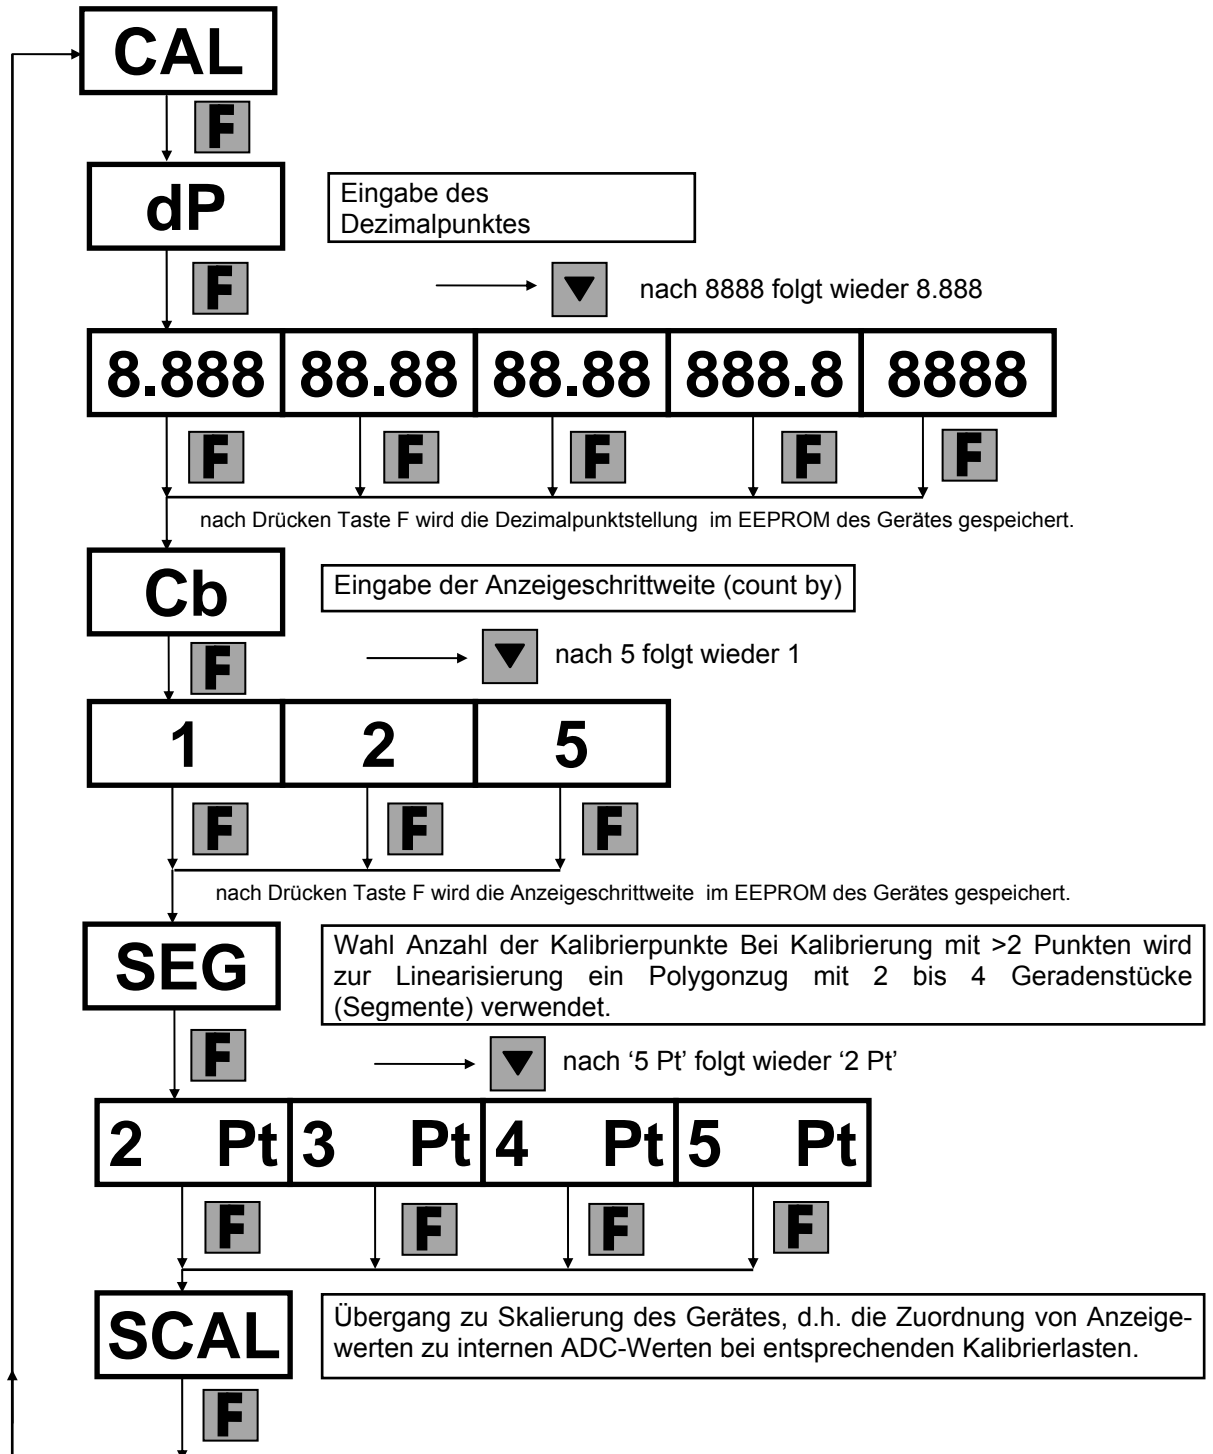 CAL
F
dP
Eingabe des
Dezimalpunktes
F
nach 8888 folgt wieder 8.888
8.888 88.88 88.88 888.8 8888
F F F F F
nach Drücken Taste F wird die Dezimalpunktstellung im EEPROM des Gerätes gespeichert.
Cb
Eingabe der Anzeigeschrittweite (count by)
F
nach 5 folgt wieder 1
1 2 5
F F F
nach Drücken Taste F wird die Anzeigeschrittweite im EEPROM des Gerätes gespeichert.
SEG
Wahl Anzahl der Kalibrierpunkte Bei Kalibrierung mit >2 Punkten wird
zur Linearisierung ein Polygonzug mit 2 bis 4 Geradenstücke
(Segmente) verwendet.
F
nach ‘5 Pt’ folgt wieder ‘2 Pt’
2 Pt 3 Pt 4 Pt 5 Pt
F F F F
SCAL
Übergang zu Skalierung des Gerätes, d.h. die Zuordnung von Anzeige-
werten zu internen ADC-Werten bei entsprechenden Kalibrierlasten.
F